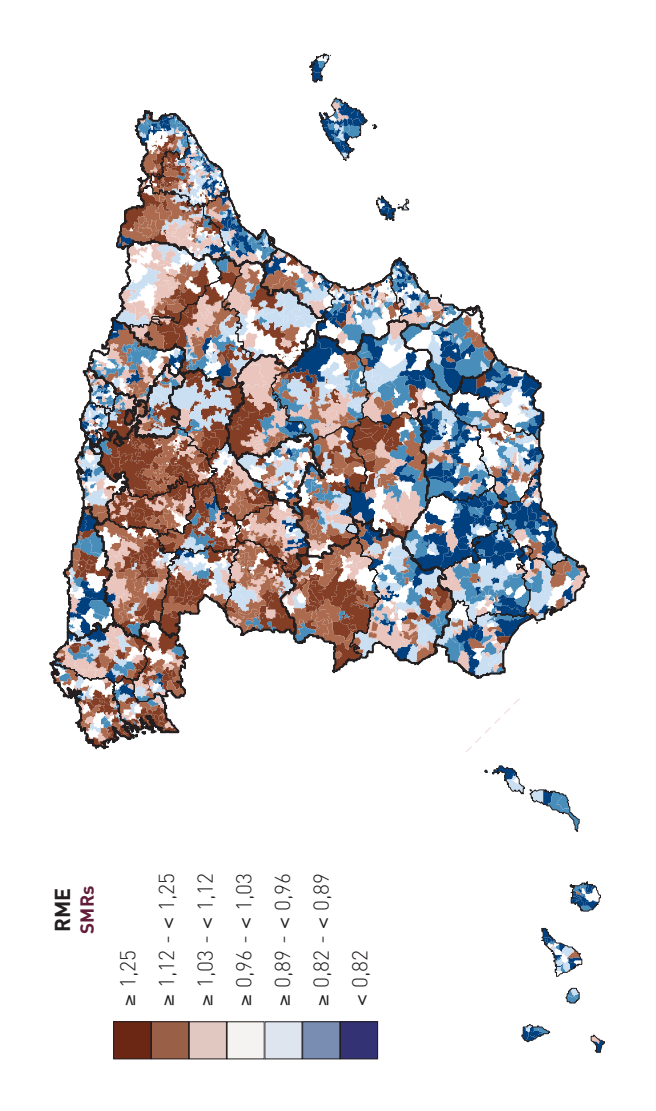 RME
SMRs
≥ 1,25
≥ 1,12 - < 1,25
≥ 1,03 - < 1,12
≥ 0,96 - < 1,03
≥ 0,89 - < 0,96
≥ 0,82 - < 0,89
< 0,82